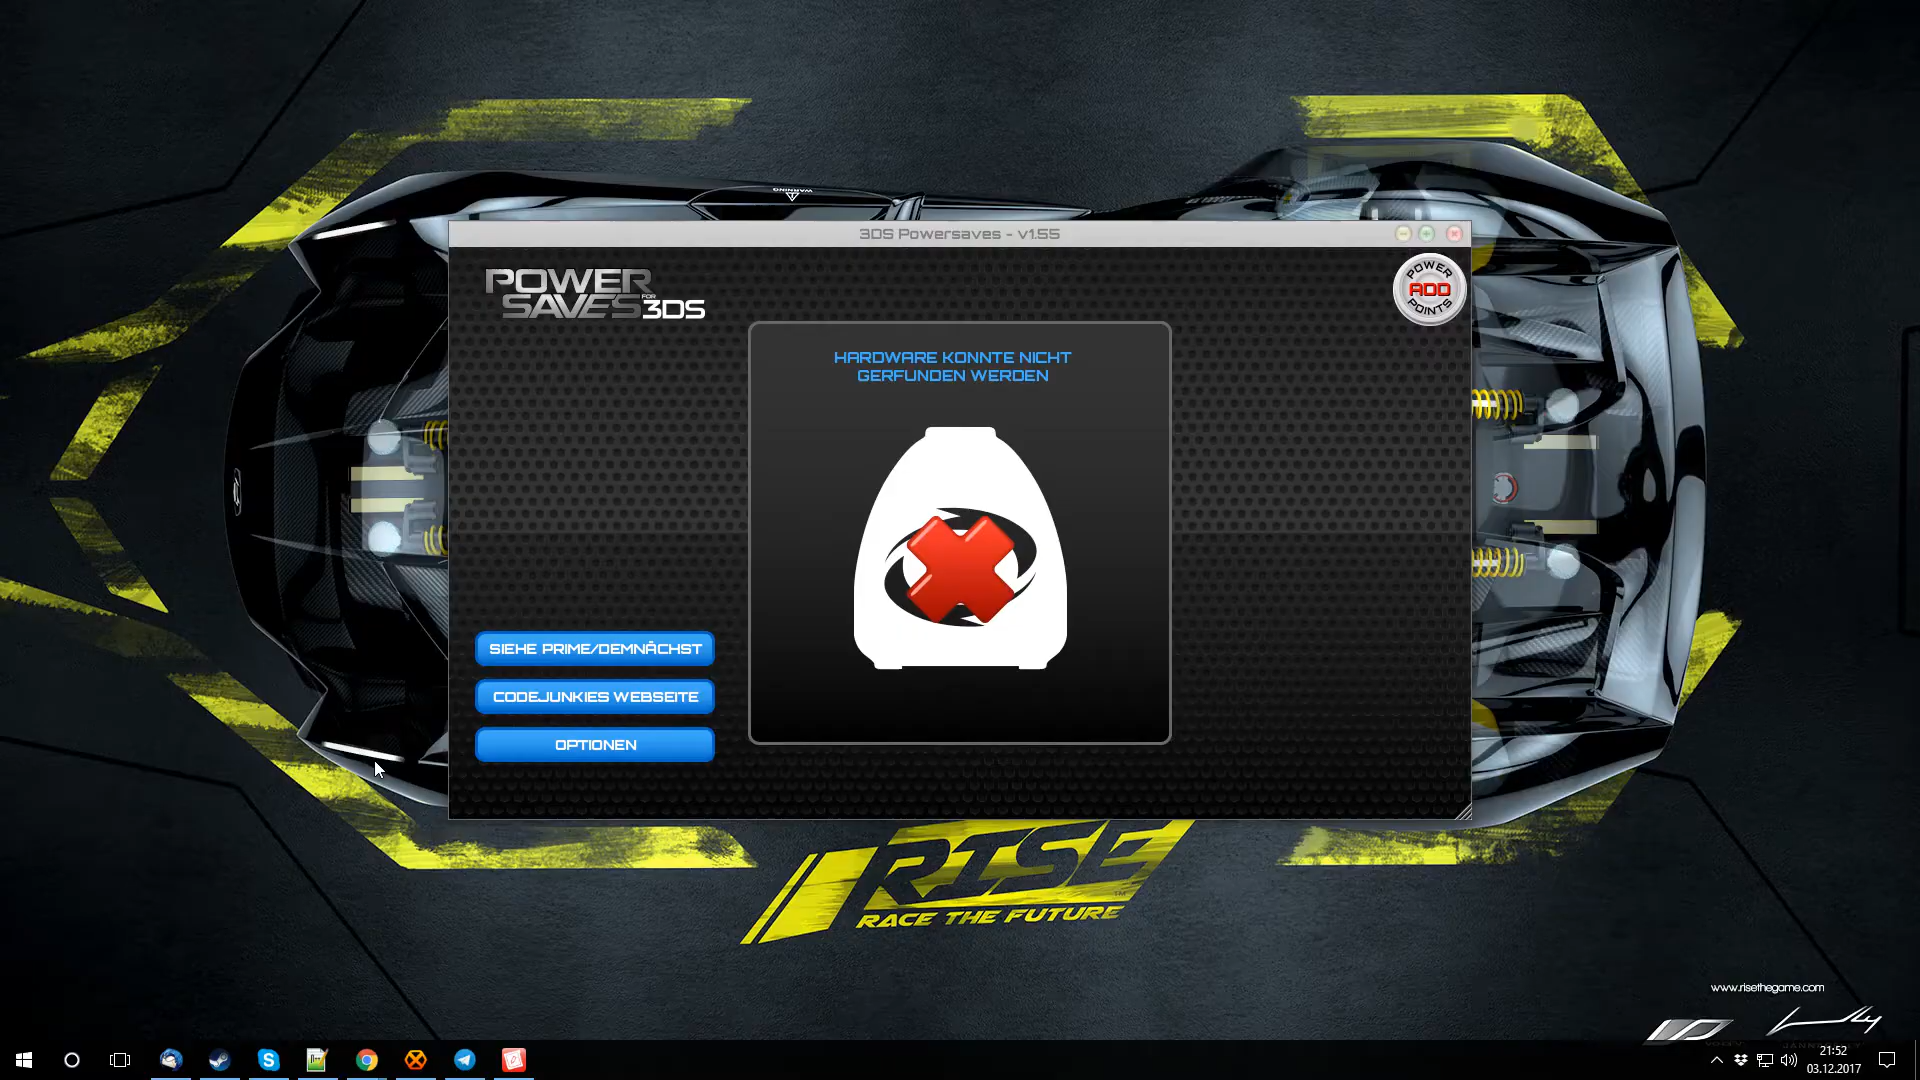 WARNING
3DS Powersaves - v1.55
POWER
SAVES FOR 3DS
POWER
ADD
POINTS
HARDWARE KONNTE NICHT
GERFUNDEN WERDEN
SIEHE PRIME/DEMNÄCHST
CODEJUNKIES WEBSEITE
OPTIONEN
RISE
RACE THE FUTURE
www.risethegame.com
21:52
03.12.2017